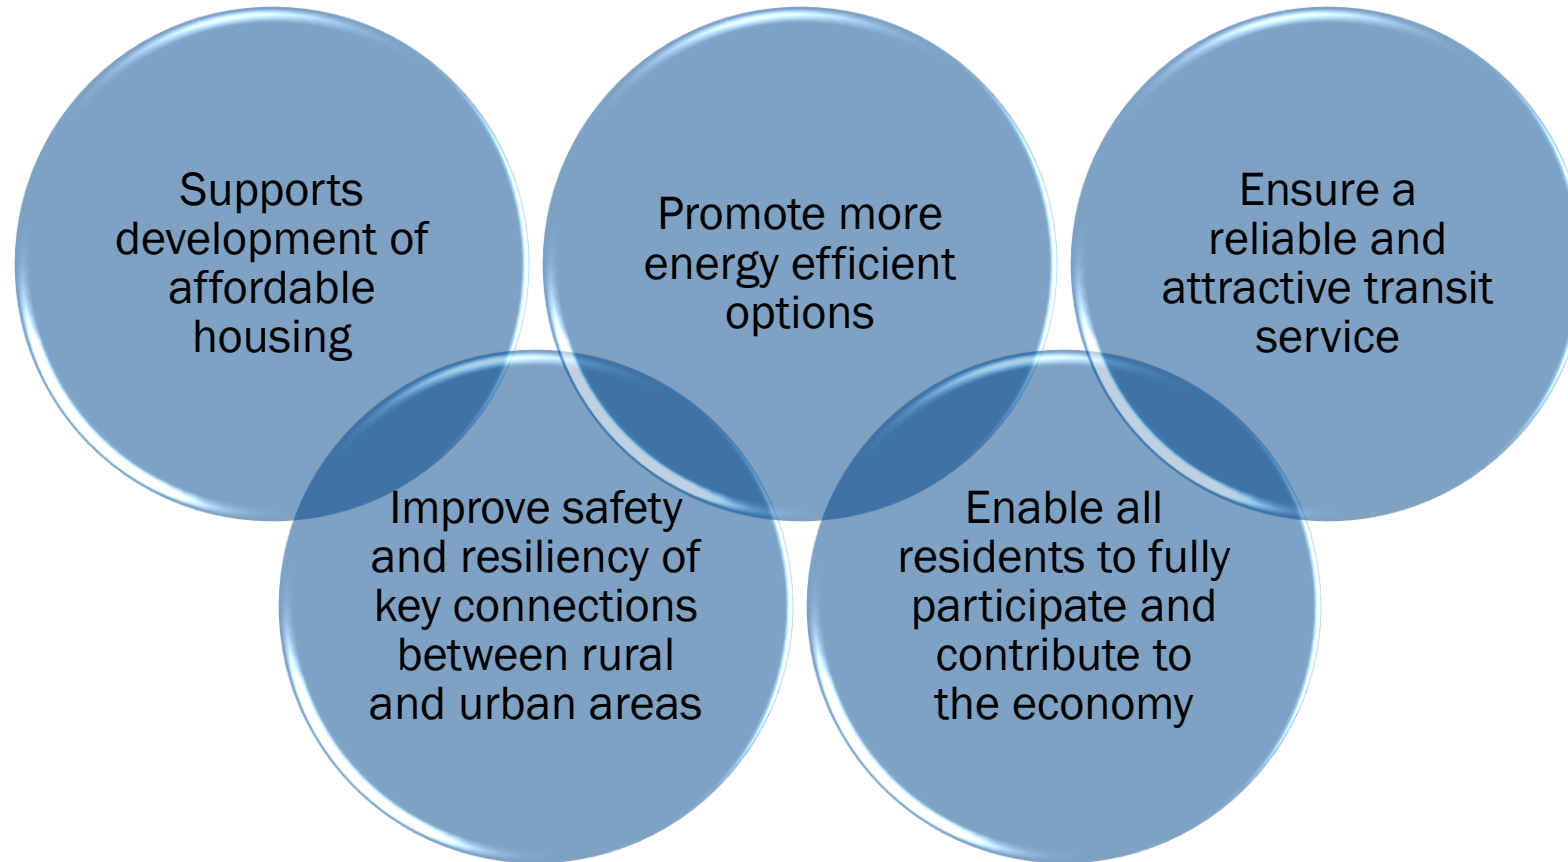 Supports
development of
affordable
housing
Promote more
energy efficient
options
Ensure a
reliable and
attractive transit
service
Improve safety
and resiliency of
key connections
between rural
and urban areas
Enable all
residents to fully
participate and
contribute to
the economy